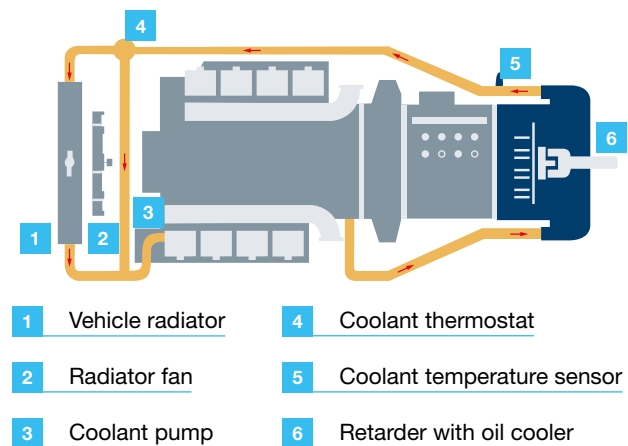 4
5
6
3
1
2
1 Vehicle radiator
4 Coolant thermostat
2 Radiator fan
5 Coolant temperature sensor
3 Coolant pump
6 Retarder with oil cooler